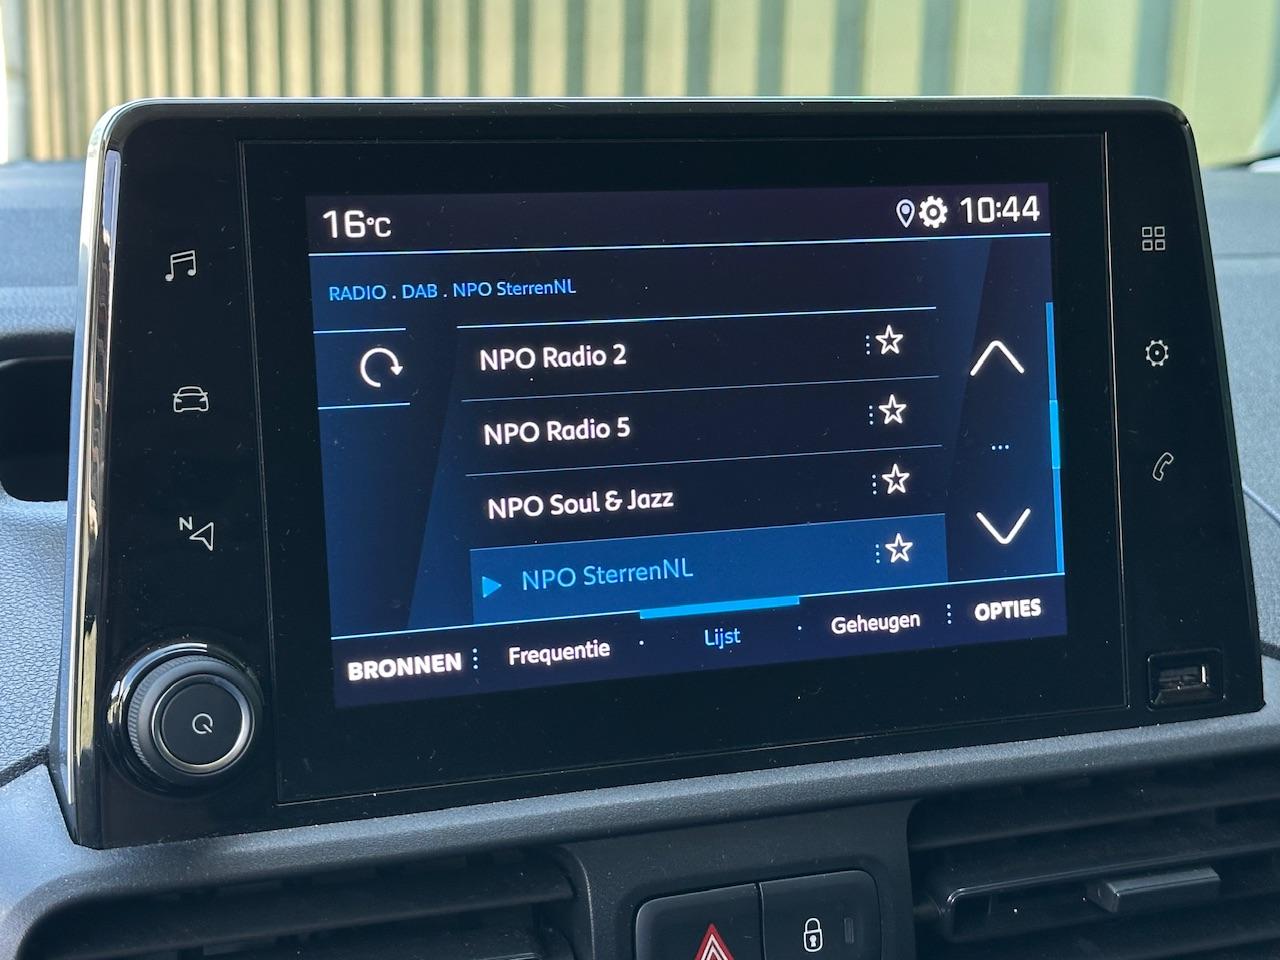 16°C 10:44
RADIO . DAB . NPO SterrenNL
NPO Radio 2
NPO Radio 5
NPO Soul & Jazz
NPO SterrenNL
BRONNEN Frequentie Lijst Geheugen OPTIES
N